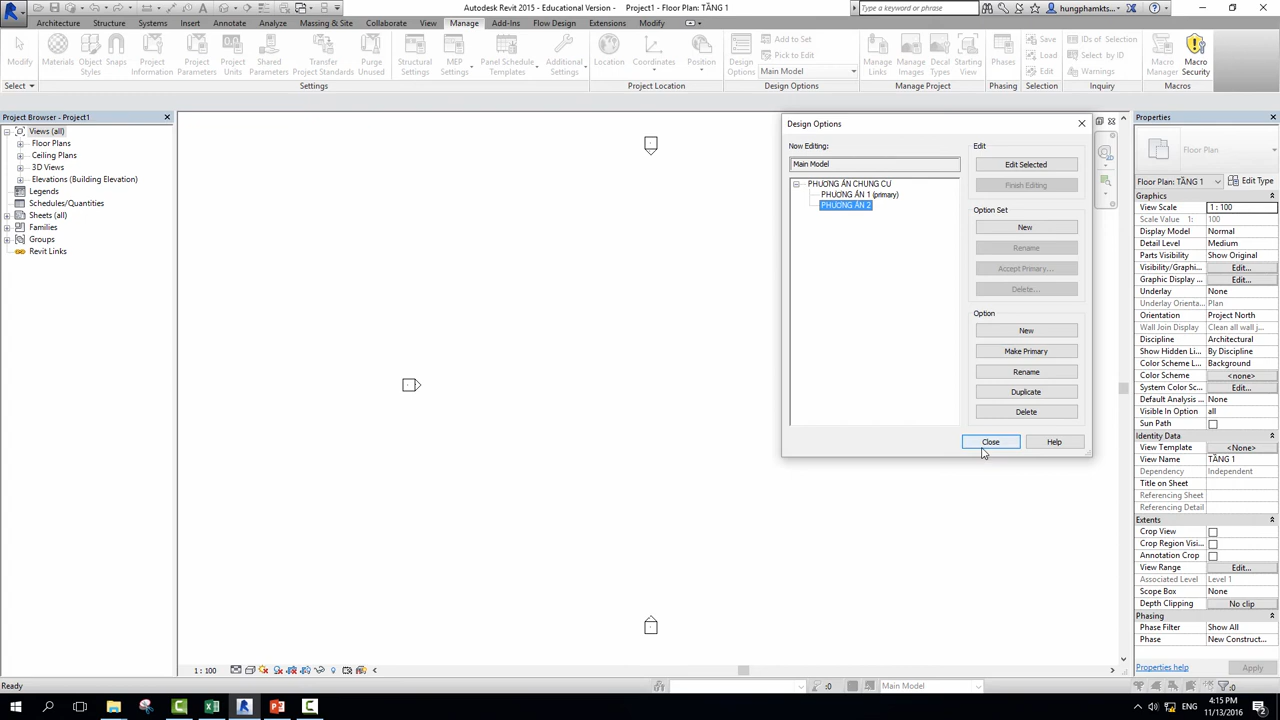 Autodesk Revit 2015 - Educational Version - Project1 - Floor Plan: TẦNG 1
Type a keyword or phrase
hungphamkts...
Architecture Structure Systems Insert Annotate Analyze Massing & Site Collaborate View Manage Add-Ins Flow Design Extensions Modify
Modify
Materials
Object Styles
Snaps
Project Information
Project Parameters
Project Units
Shared Parameters
Transfer Project Standards
Purge Unused
Structural Settings
MEP Settings
Panel Schedule Templates
Additional Settings
Location
Coordinates
Position
Design Options
Add to Set
Pick to Edit
Main Model
Manage Links
Manage Images
Decal Types
Starting View
Phases
Save
Load
Edit
IDs of Selection
Select by ID
Warnings
Macro Manager
Macro Security
Select
Settings
Project Location
Design Options
Manage Project
Phasing
Selection
Inquiry
Macros
Project Browser - Project1
Views (all)
Floor Plans
Ceiling Plans
3D Views
Elevations (Building Elevation)
Legends
Schedules/Quantities
Sheets (all)
Families
Groups
Revit Links
Design Options
Now Editing:
Main Model
PHƯƠNG ÁN CHUNG CƯ
PHƯƠNG ÁN 1 (primary)
PHƯƠNG ÁN 2
Edit
Edit Selected
Finish Editing
Option Set
New
Rename
Accept Primary...
Delete...
Option
New
Make Primary
Rename
Duplicate
Delete
Close
Help
Properties
Floor Plan
Floor Plan: TẦNG 1
Edit Type
Graphics
View Scale 1 : 100
Scale Value 1: 100
Display Model Normal
Detail Level Medium
Parts Visibility Show Original
Visibility/Graphi... Edit...
Graphic Display ... Edit...
Underlay None
Underlay Orienta... Plan
Orientation Project North
Wall Join Display Clean all wall j...
Discipline Architectural
Show Hidden Li... By Discipline
Color Scheme L... Background
Color Scheme <none>
System Color Sc... Edit...
Default Analysis ... None
Visible In Option all
Sun Path
Identity Data
View Template <None>
View Name TẦNG 1
Dependency Independent
Title on Sheet
Referencing Sheet
Referencing Detail
Extents
Crop View
Crop Region Visi...
Annotation Crop
View Range Edit...
Associated Level Level 1
Scope Box None
Depth Clipping No clip
Phasing
Phase Filter Show All
Phase New Construct...
Properties help
Apply
1 : 100
Ready
:0
Main Model
:0
ENG
4:15 PM
11/13/2016